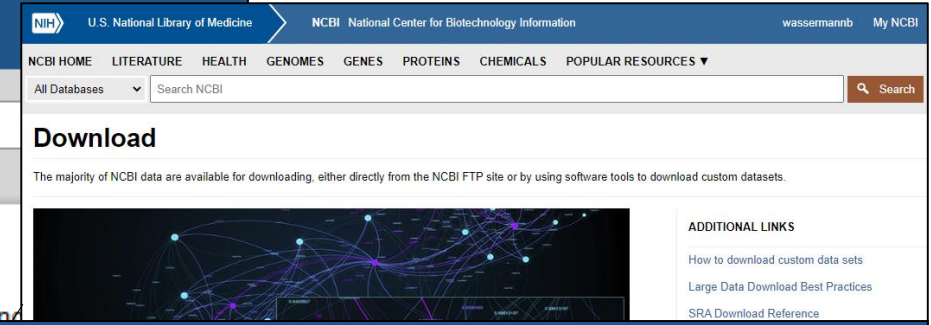 NIH U.S. National Library of Medicine NCBI National Center for Biotechnology Information wassermannb My NCBI
NCBI HOME LITERATURE HEALTH GENOMES GENES PROTEINS CHEMICALS POPULAR RESOURCES ▼
All Databases Search NCBI Search
Download
The majority of NCBI data are available for downloading, either directly from the NCBI FTP site or by using software tools to download custom datasets.
ADDITIONAL LINKS
How to download custom data sets
Large Data Download Best Practices
SRA Download Reference